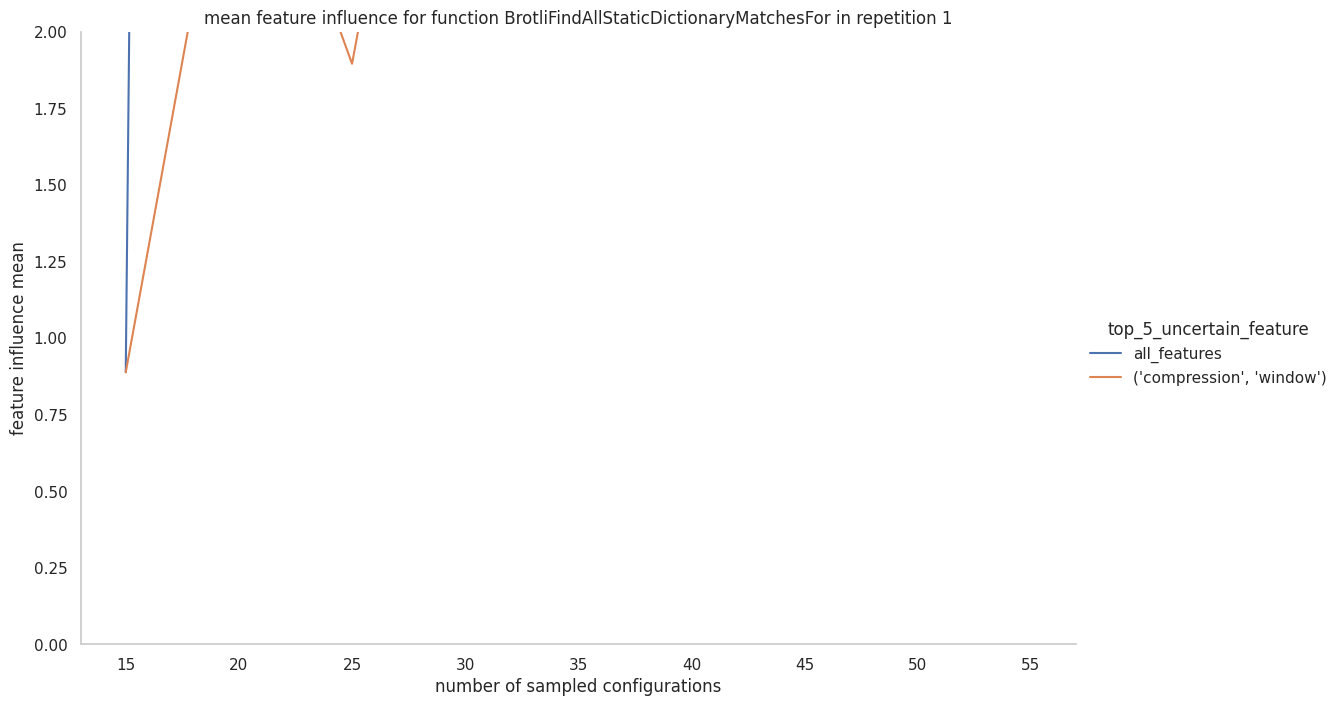 mean feature influence for function BrotliFindAllStaticDictionaryMatchesFor in repetition 1
2.00
1.75
1.50
1.25
1.00
0.75
0.50
0.25
0.00
feature influence mean
15 20 25 30 35 40 45 50 55
number of sampled configurations
top_5_uncertain_feature
all_features
('compression', 'window')